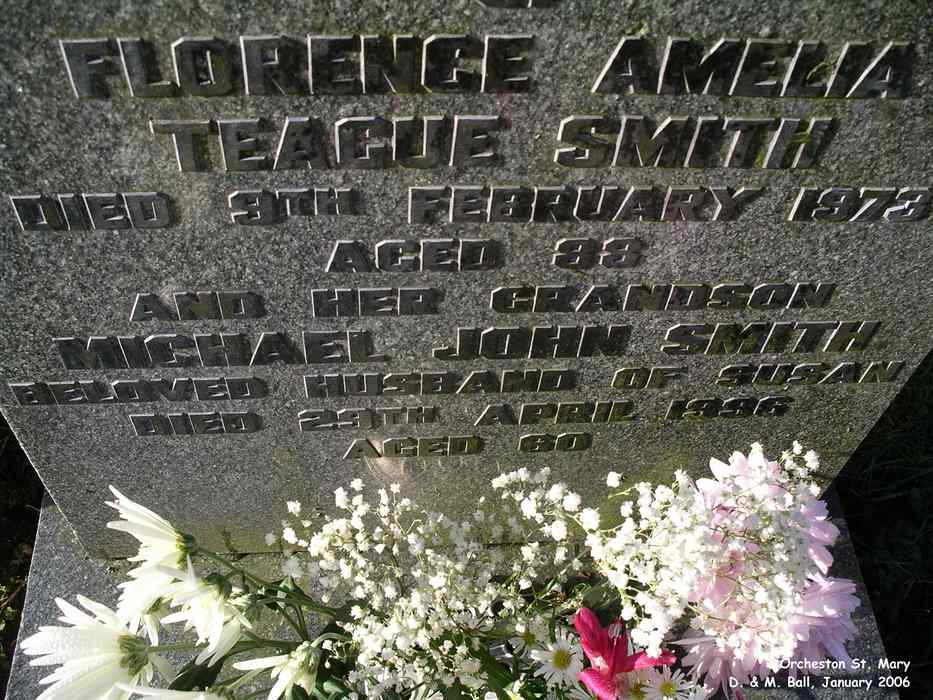 FLORENCE AMELIA
TEAGUE SMITH
DIED 9TH FEBRUARY 1973
AGED 83
AND HER GRANDSON
MICHAEL JOHN SMITH
BELOVED HUSBAND OF SUSAN
DIED 29TH APRIL 1996
AGED 60
Orcheston St. Mary
D. & M. Ball, January 2006